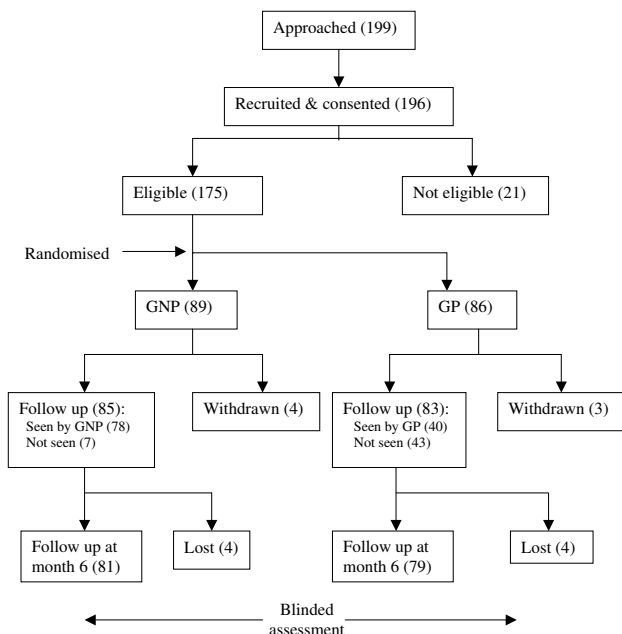 Approached (199)
Recruited & consented (196)
Eligible (175)
Not eligible (21)
Randomised
GNP (89)
GP (86)
Follow up (85):
Seen by GNP (78)
Not seen (7)
Withdrawn (4)
Follow up (83):
Seen by GP (40)
Not seen (43)
Withdrawn (3)
Follow up at
month 6 (81)
Lost (4)
Follow up at
month 6 (79)
Lost (4)
Blinded
assessment